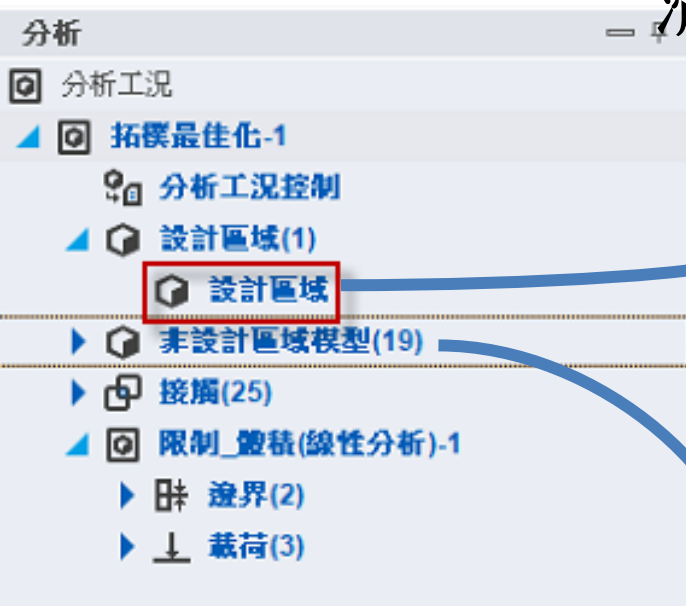 分析
分析工況
拓樸最佳化-1
分析工況控制
設計區域(1)
設計區域
非設計區域模型(19)
接觸(25)
限制_體積(線性分析)-1
邊界(2)
載荷(3)